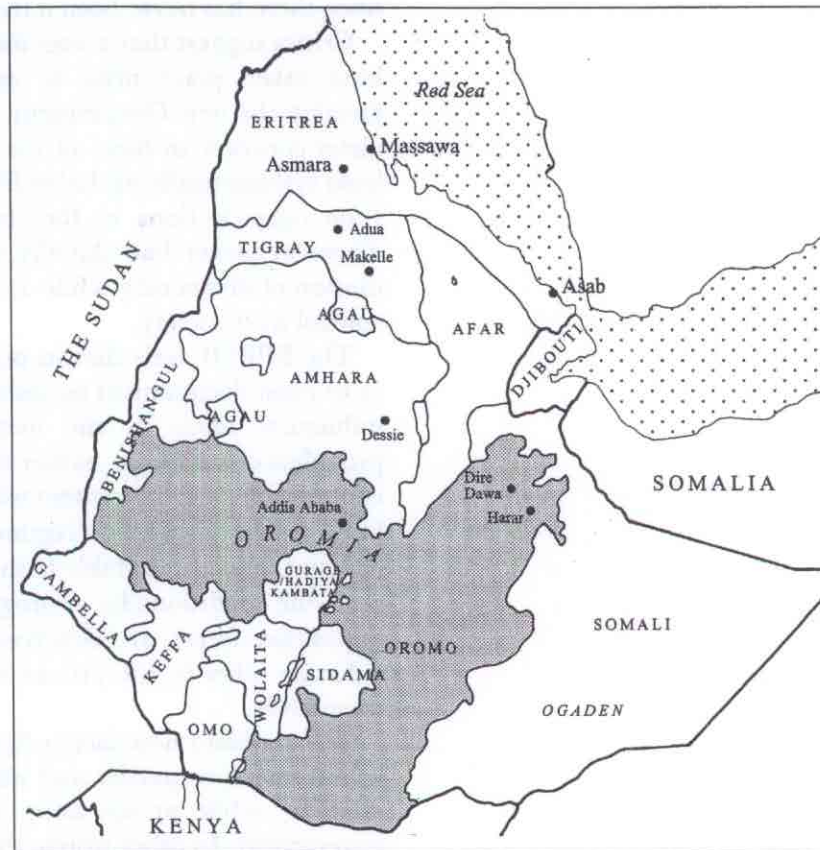 Red Sea
ERITREA
Massawa
Asmara
Adua
TIGRAY
Makelle
THE SUDAN
Asab
AGAU
AFAR
DJIBOUTI
AMHARA
BENISHANGUL
AGAU
Dessie
SOMALIA
Dire
Dawa
Addis Ababa
Harar
OROMIA
GURAGE
/HADIYA
KAMBATA
GAMBELLA
KEFFA
WOLAITA
OROMO
SOMALI
SIDAMA
OGADEN
OMO
KENYA